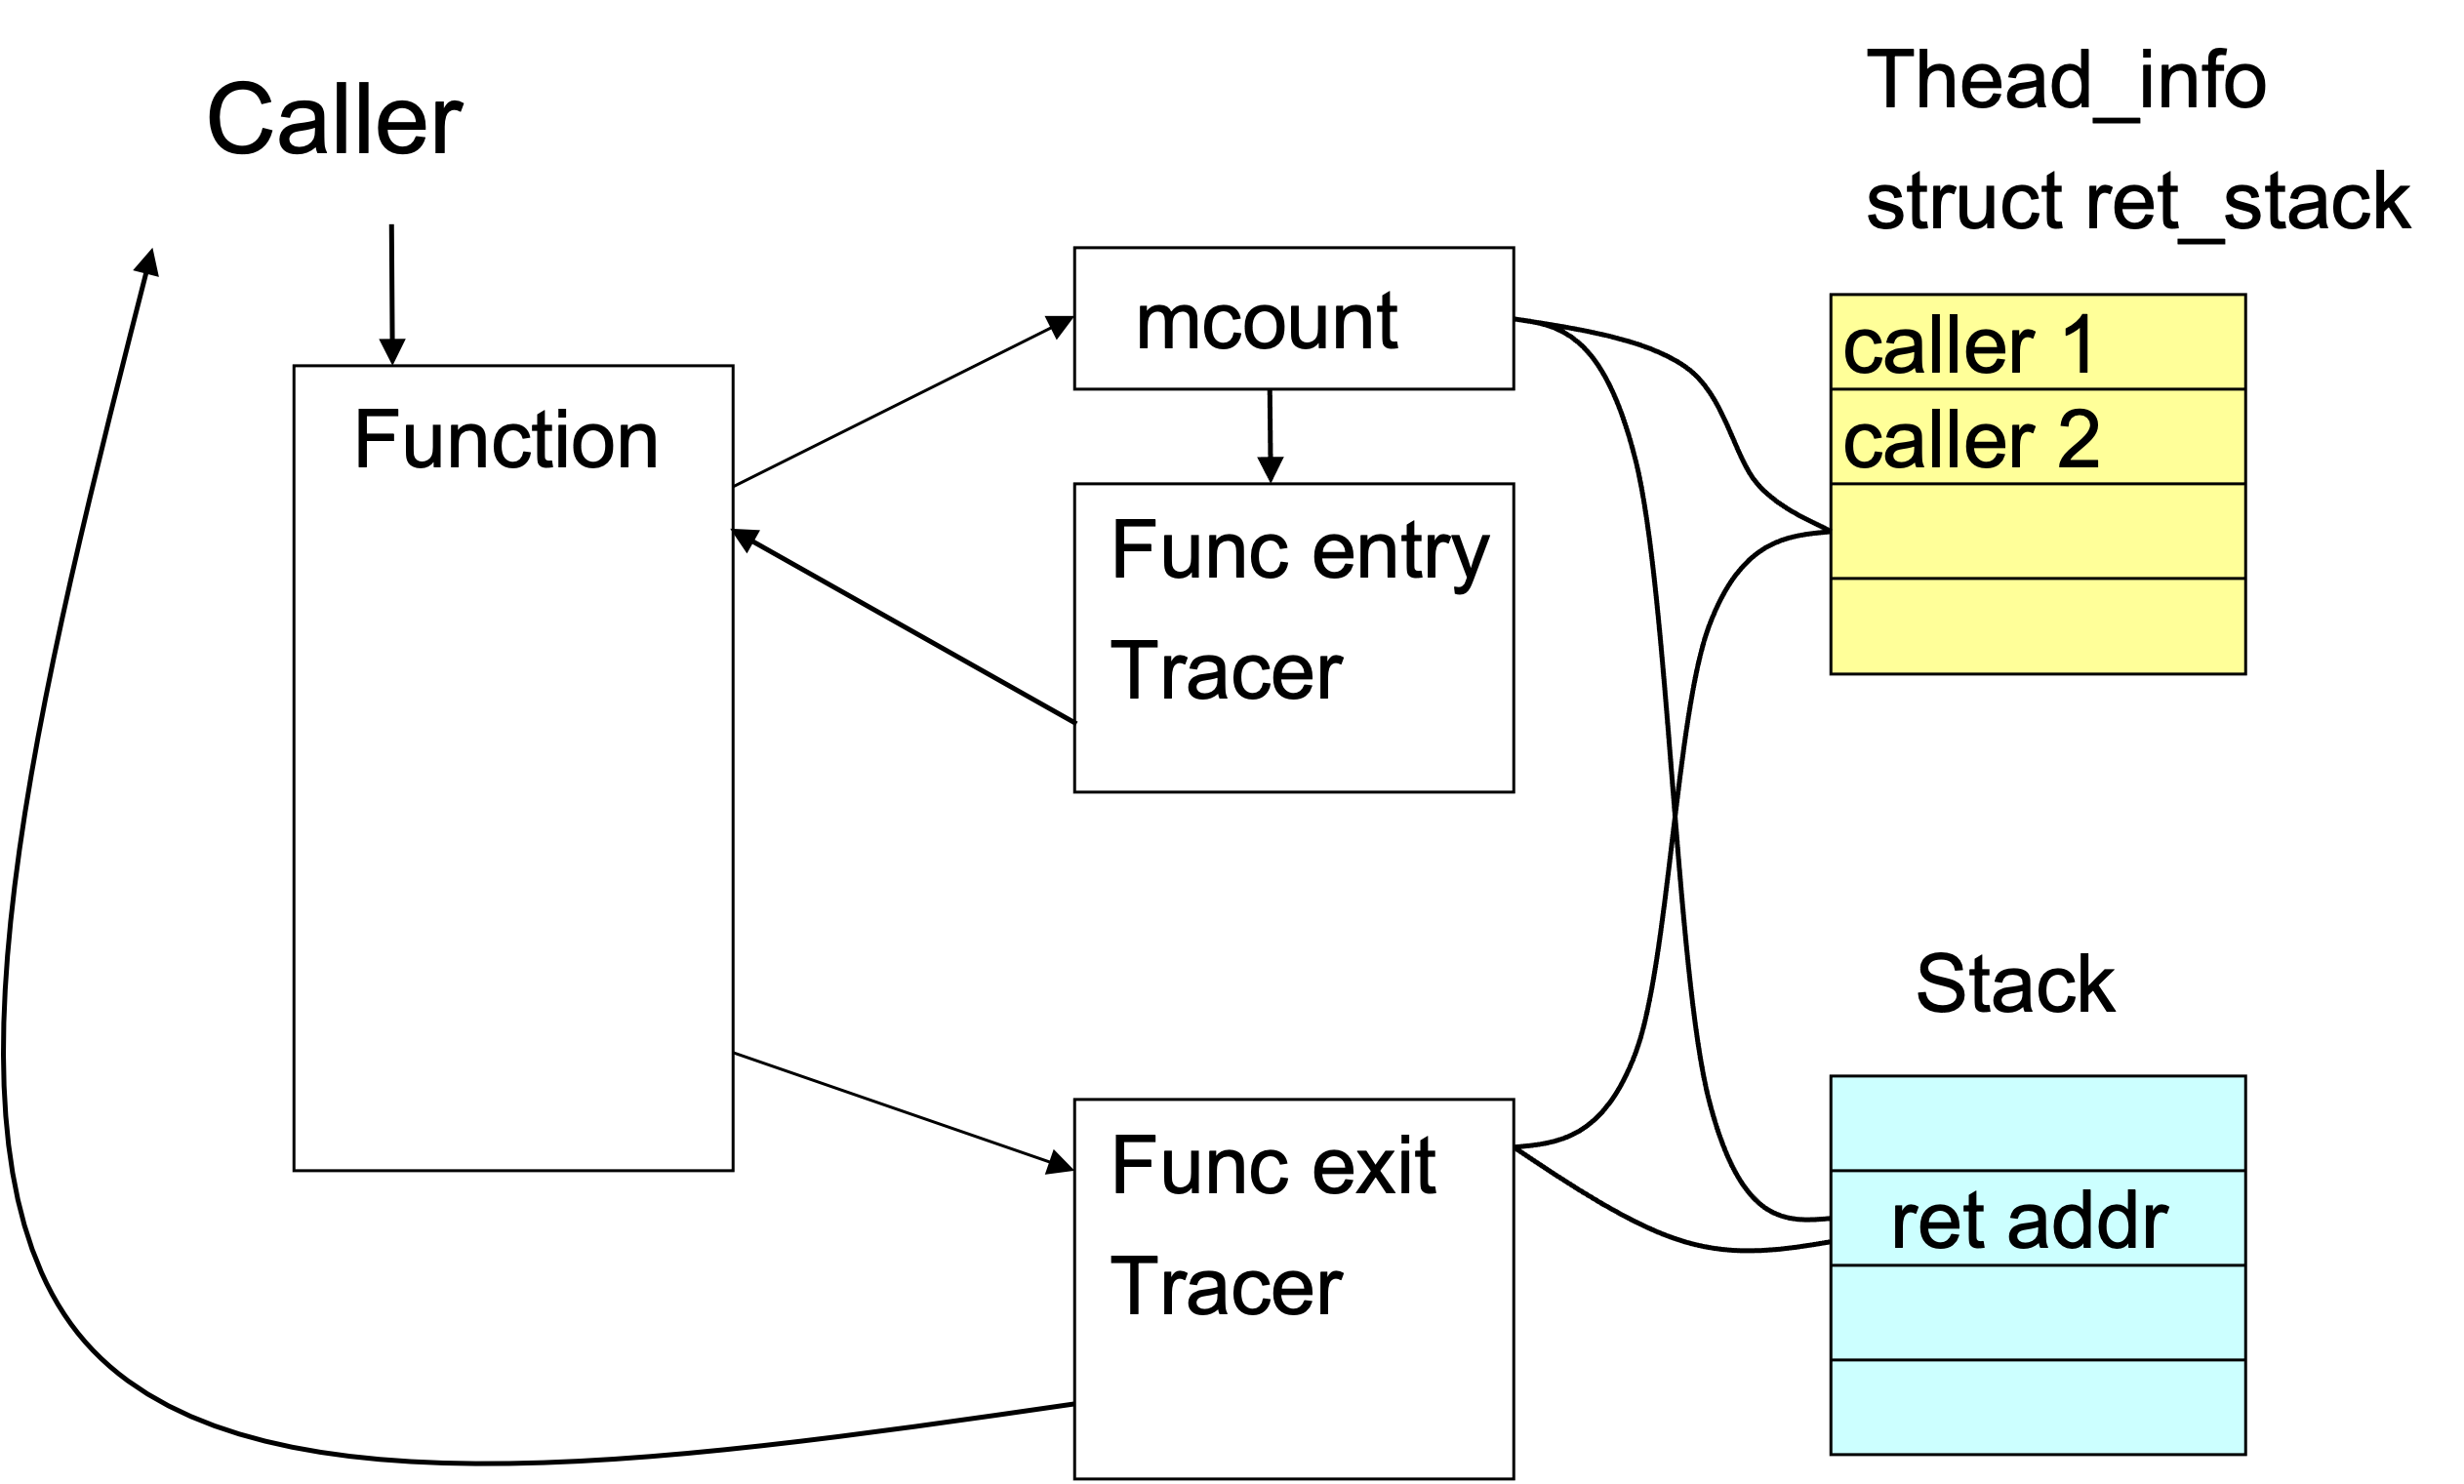 Caller
Function
mcount
Func entry
Tracer
Func exit
Tracer
Thead_info
struct ret_stack
caller 1
caller 2
Stack
ret addr